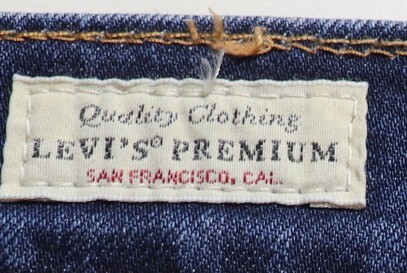 Quality Clothing
LEVI'S® PREMIUM
SAN FRANCISCO, CAL.